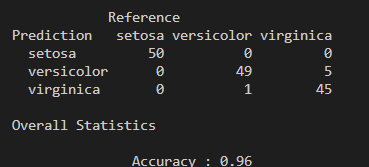 Reference
Prediction setosa versicolor virginica
setosa 50 0 0
versicolor 0 49 5
virginica 0 1 45
Overall Statistics
Accuracy : 0.96